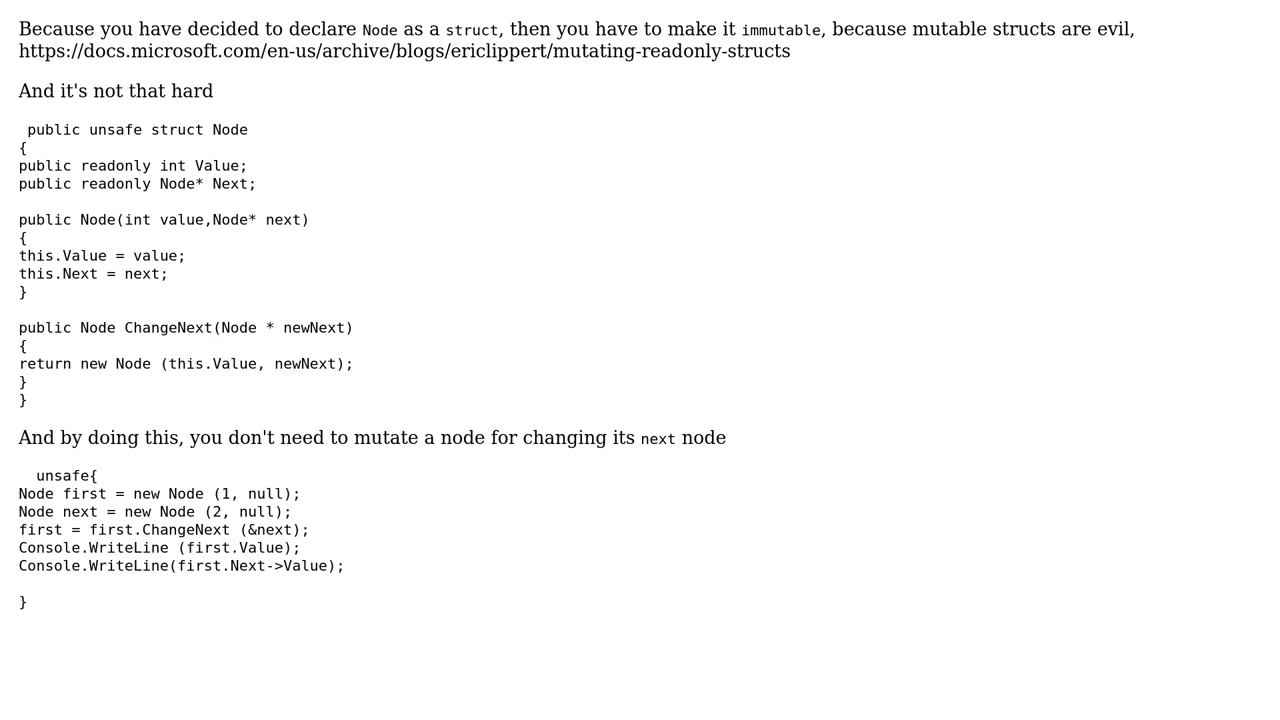 Because you have decided to declare Node as a struct, then you have to make it immutable, because mutable structs are evil,
https://docs.microsoft.com/en-us/archive/blogs/ericlippert/mutating-readonly-structs
And it's not that hard
public unsafe struct Node
{
public readonly int Value;
public readonly Node* Next;
public Node(int value,Node* next)
{
this.Value = value;
this.Next = next;
}
public Node ChangeNext(Node * newNext)
{
return new Node (this.Value, newNext);
}
}
And by doing this, you don't need to mutate a node for changing its next node
unsafe{
Node first = new Node (1, null);
Node next = new Node (2, null);
first = first.ChangeNext (&next);
Console.WriteLine (first.Value);
Console.WriteLine(first.Next->Value);
}